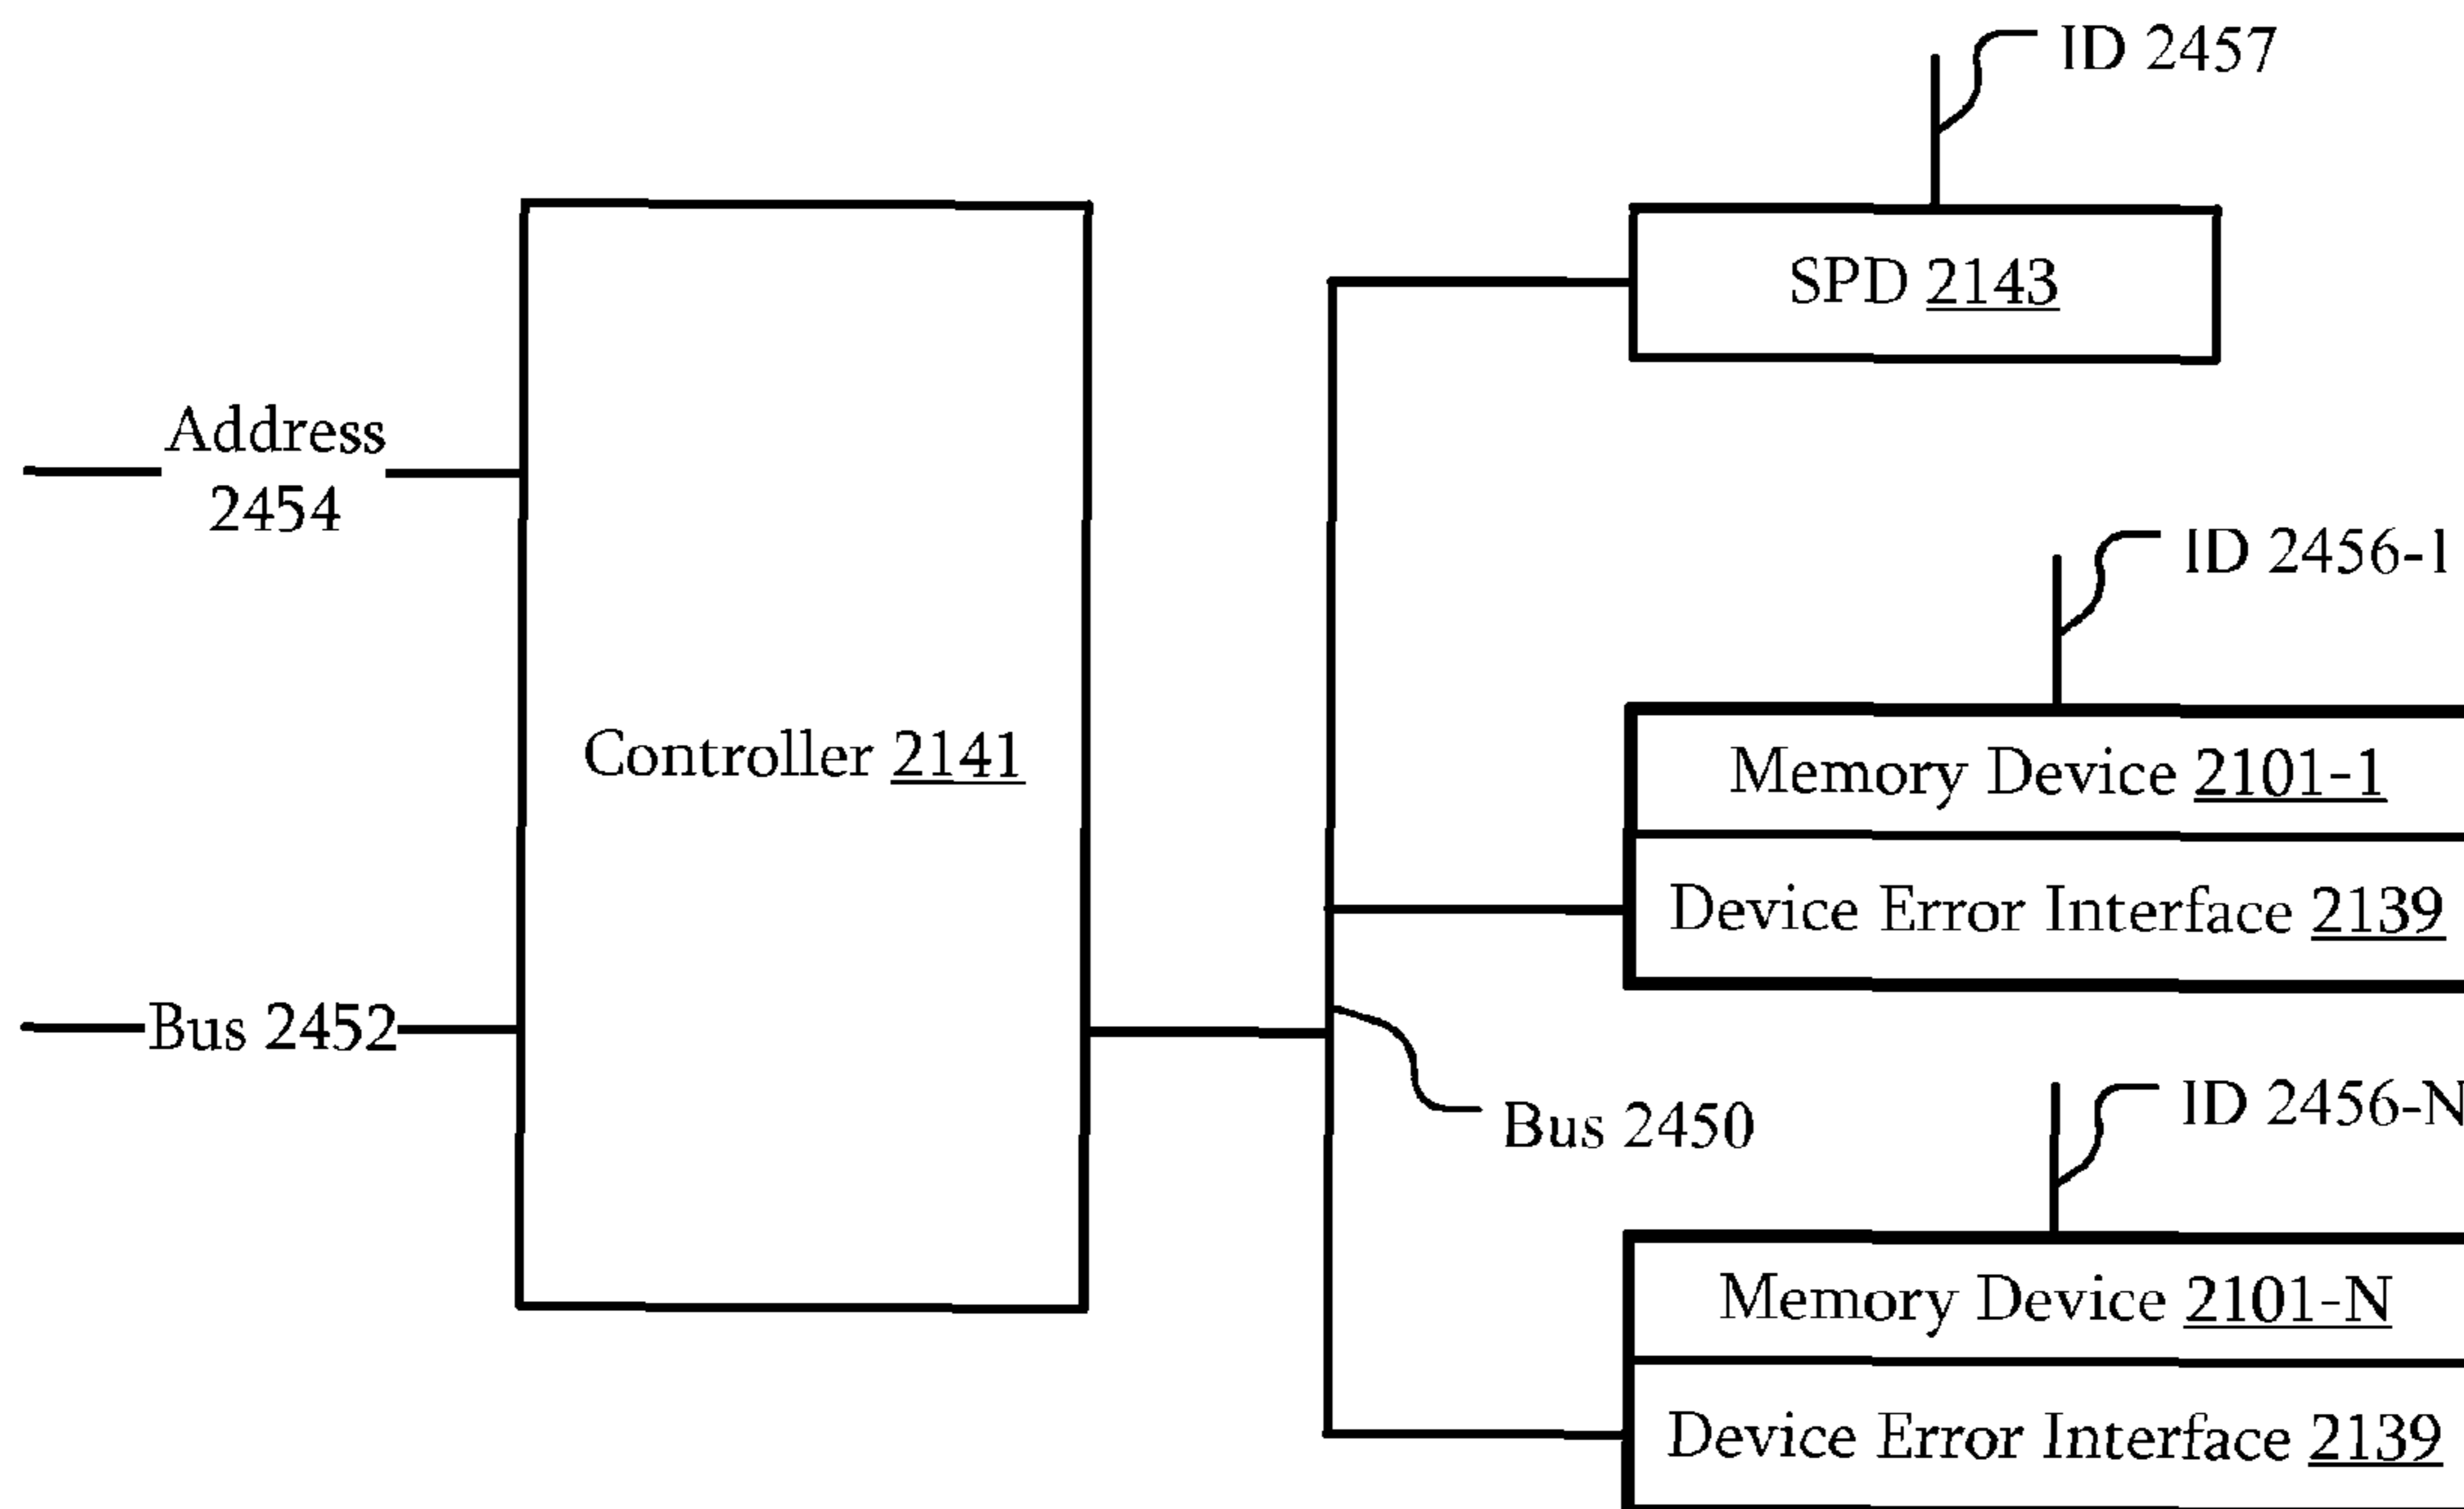 ID 2457
SPD 2143
Address
2454
ID 2456-1
Controller 2141
Memory Device 2101-1
Device Error Interface 2139
Bus 2452
Bus 2450
ID 2456-N
Memory Device 2101-N
Device Error Interface 2139